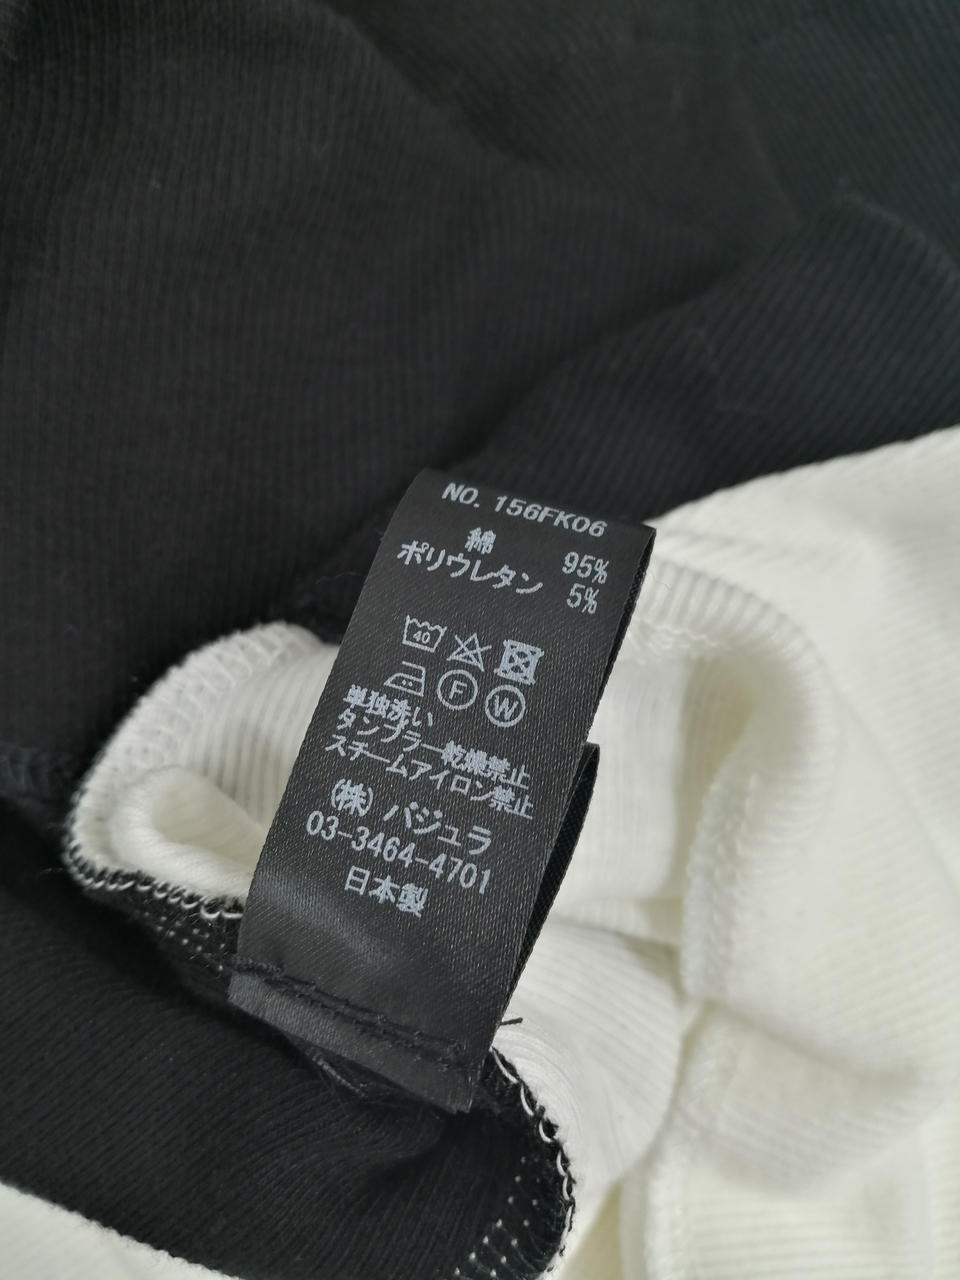 NO. 156FK06
綿 95%
ポリウレタン 5%
40
F W
単独洗い
タンブラー乾燥禁止
スチームアイロン禁止
(株) バジュラ
03-3464-4701
日本製